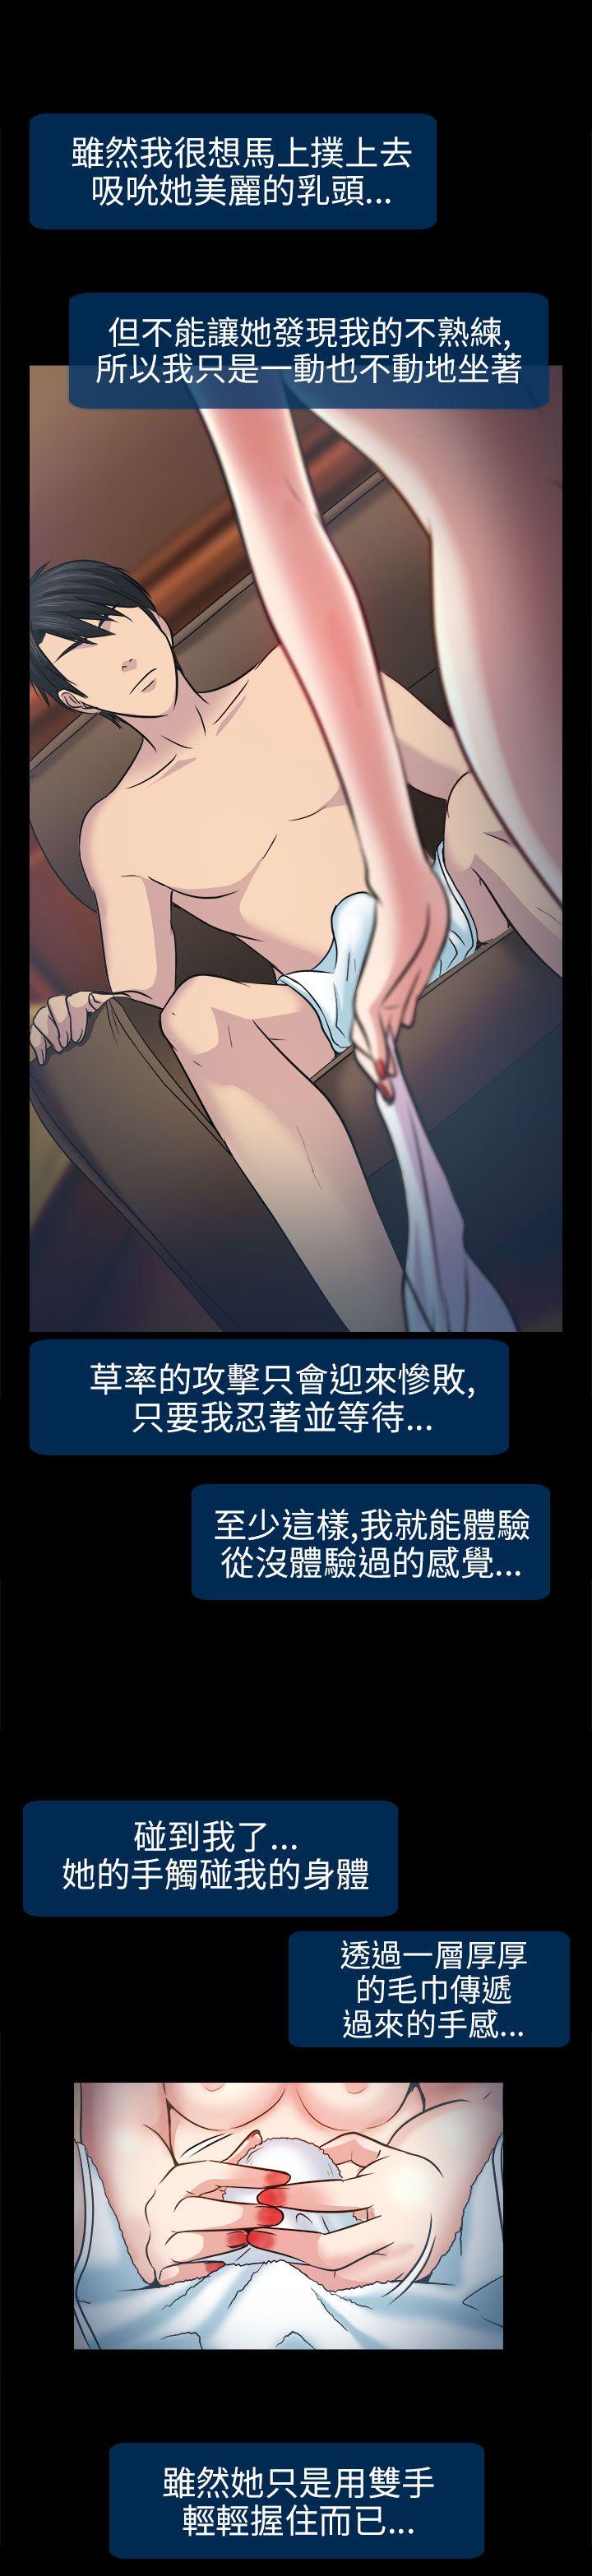 雖然我很想馬上撲上去
吸吮她美麗的乳頭...
但不能讓她發現我的不熟練,
所以我只是一動也不動地坐著
草率的攻擊只會迎來慘敗,
只要我忍著並等待...
至少這樣,我就能體驗
從沒體驗過的感覺...
碰到我了...
她的手觸碰我的身體
透過一層厚厚
的毛巾傳遞
過來的手感...
雖然她只是用雙手
輕輕握住而已...